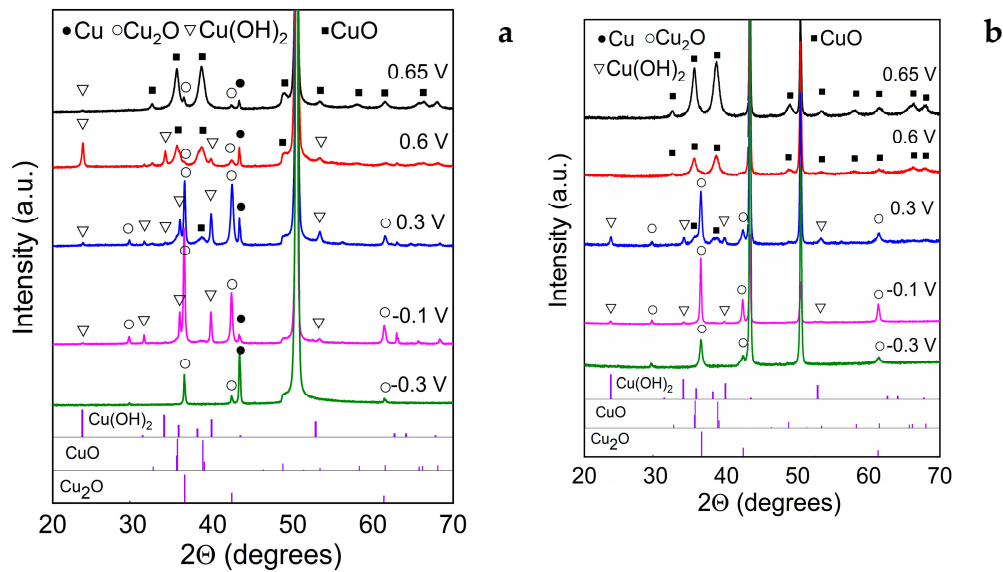 ●Cu ○Cu₂O ▽Cu(OH)₂ ■CuO
a
0.65 V
0.6 V
0.3 V
-0.1 V
-0.3 V
Cu(OH)₂
CuO
Cu₂O
20 30 40 50 60 70
2Θ (degrees)
Intensity (a.u.)
●Cu ○Cu₂O ■CuO
▽Cu(OH)₂
b
0.65 V
0.6 V
0.3 V
-0.1 V
-0.3 V
Cu(OH)₂
CuO
Cu₂O
20 30 40 50 60 70
2Θ (degrees)
Intensity (a.u.)